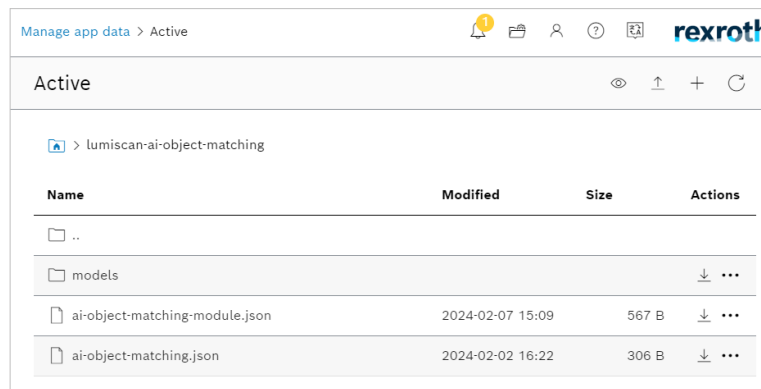 Manage app data > Active
1
rexroth
Active
> lumiscan-ai-object-matching
Name Modified Size Actions
..
models
ai-object-matching-module.json 2024-02-07 15:09 567 B
ai-object-matching.json 2024-02-02 16:22 306 B